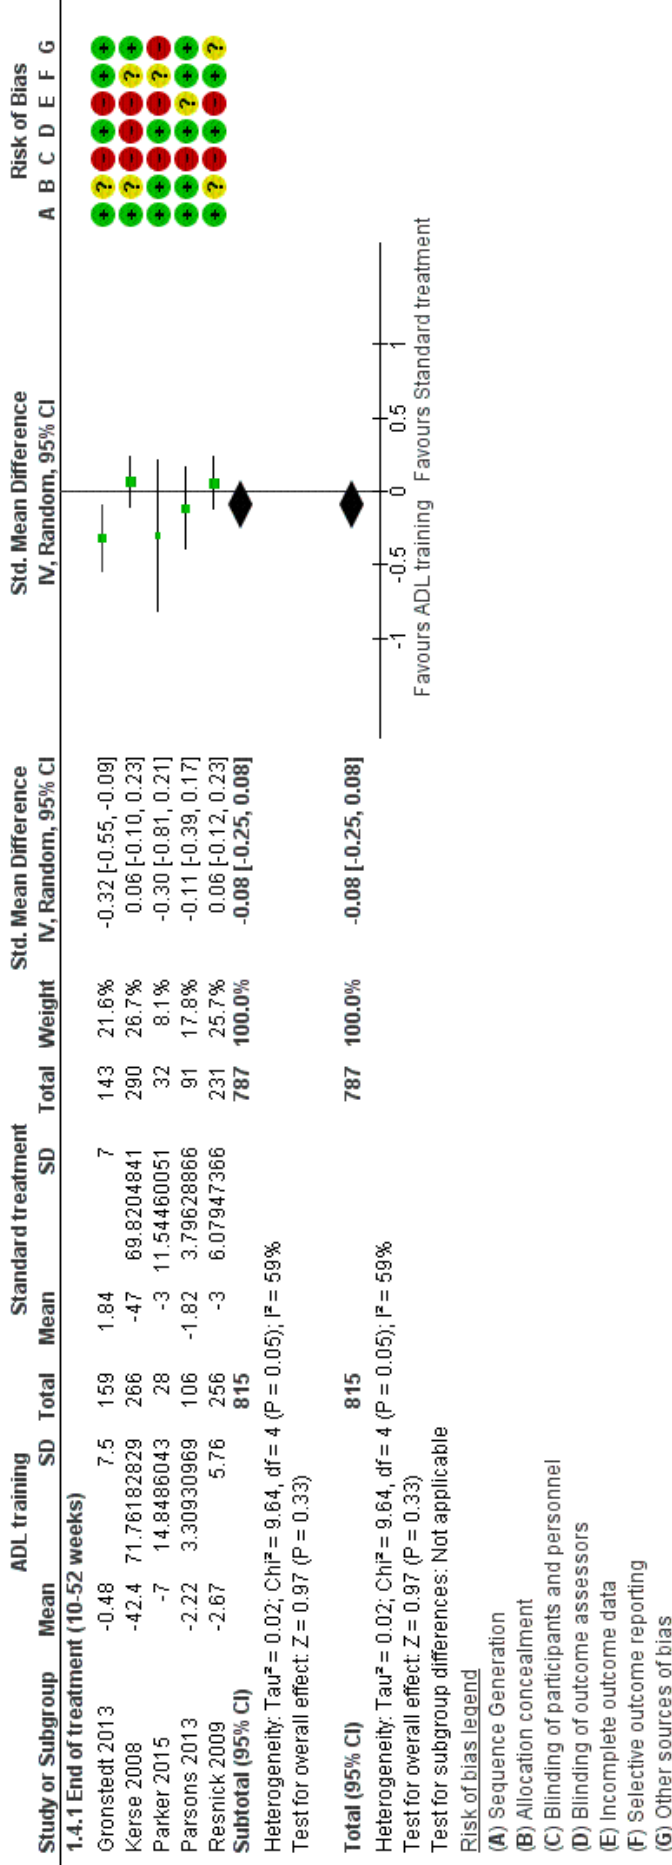 ADL training Standard treatment Std. Mean Difference Std. Mean Difference Risk of Bias
Study or Subgroup Mean SD Total Mean SD Total Weight IV, Random, 95% CI IV, Random, 95% CI A B C D E F G
1.4.1 End of treatment (10-52 weeks)
Gronstedt 2013 -0.48 7.5 159 1.84 7 143 21.6% -0.32 [-0.55, -0.09] + ? - + - + +
Kerse 2008 -42.4 71.76182829 266 -47 69.8204841 290 26.7% 0.06 [-0.10, 0.23] + ? - - - ? +
Parker 2015 -7 14.8486043 28 -3 11.54460051 32 8.1% -0.30 [-0.81, 0.21] + + - + - ? -
Parsons 2013 -2.22 3.30930969 106 -1.82 3.79628866 91 17.8% -0.11 [-0.39, 0.17] + + - + ? + +
Resnick 2009 -2.67 5.76 256 -3 6.07947366 231 25.7% 0.06 [-0.12, 0.23] + ? - + - + ?
Subtotal (95% CI) 815 787 100.0% -0.08 [-0.25, 0.08]
Heterogeneity: Tau² = 0.02; Chi² = 9.64, df = 4 (P = 0.05); I² = 59%
Test for overall effect: Z = 0.97 (P = 0.33)
Total (95% CI) 815 787 100.0% -0.08 [-0.25, 0.08]
Heterogeneity: Tau² = 0.02; Chi² = 9.64, df = 4 (P = 0.05); I² = 59%
Test for overall effect: Z = 0.97 (P = 0.33)
Test for subgroup differences: Not applicable
-1 -0.5 0 0.5 1
Favours ADL training Favours Standard treatment
Risk of bias legend
(A) Sequence Generation
(B) Allocation concealment
(C) Blinding of participants and personnel
(D) Blinding of outcome assessors
(E) Incomplete outcome data
(F) Selective outcome reporting
(G) Other sources of bias